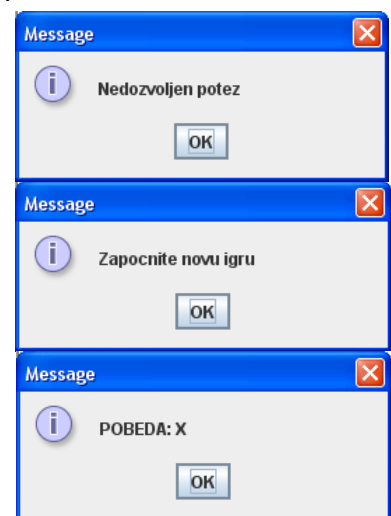 Message
Nedozvoljen potez
OK
Message
Zapocnite novu igru
OK
Message
POBEDA: X
OK